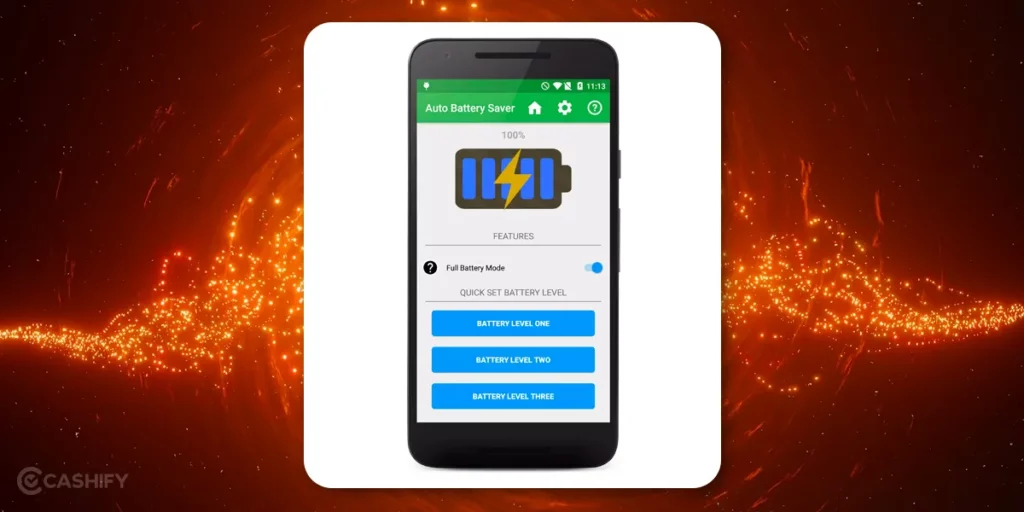 11:13
Auto Battery Saver
100%
FEATURES
Full Battery Mode
QUICK SET BATTERY LEVEL
BATTERY LEVEL ONE
BATTERY LEVEL TWO
BATTERY LEVEL THREE
CASHIFY